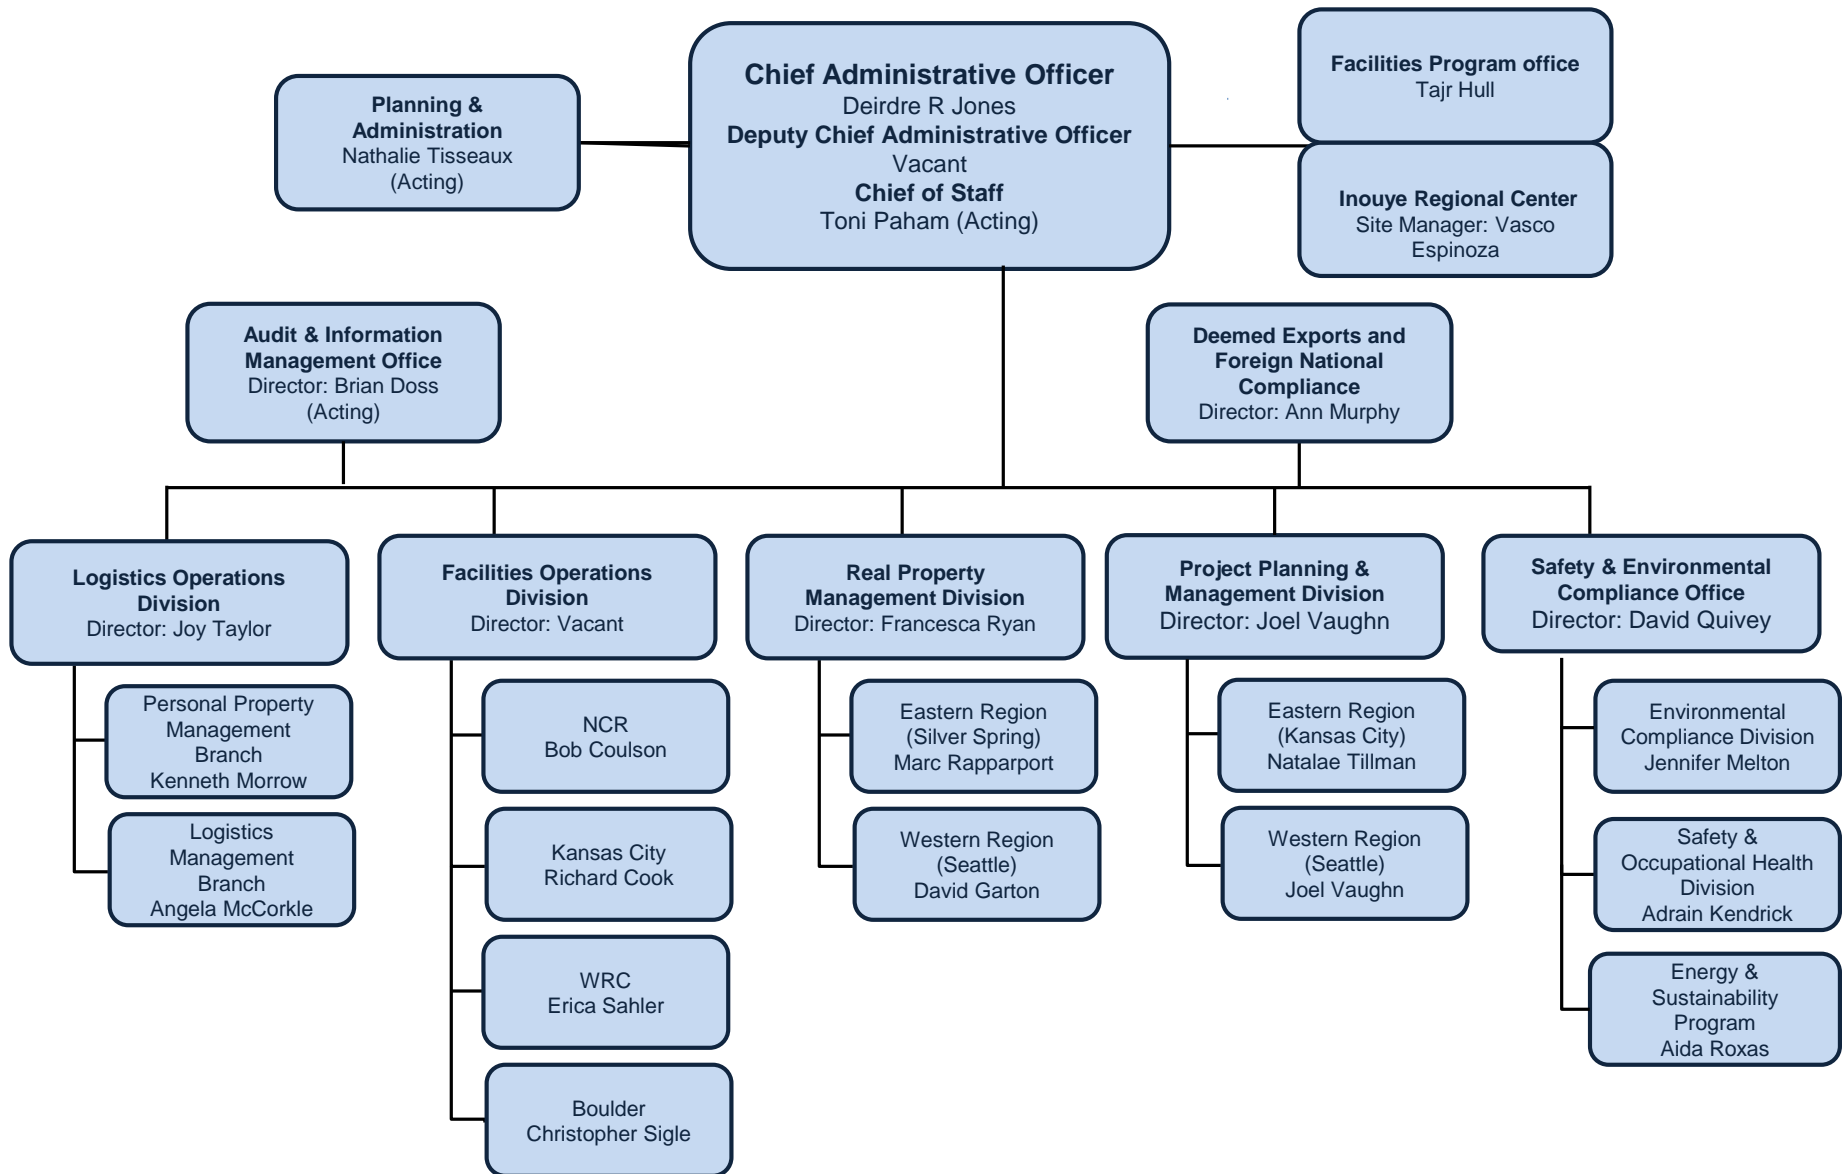 Chief Administrative Officer
Deirdre R Jones
Deputy Chief Administrative Officer
Vacant
Chief of Staff
Toni Paham (Acting)
Planning &
Administration
Nathalie Tisseaux
(Acting)
Facilities Program office
Tajr Hull
Inouye Regional Center
Site Manager: Vasco
Espinoza
Audit & Information
Management Office
Director: Brian Doss
(Acting)
Deemed Exports and
Foreign National
Compliance
Director: Ann Murphy
Logistics Operations
Division
Director: Joy Taylor
Personal Property
Management
Branch
Kenneth Morrow
Logistics
Management
Branch
Angela McCorkle
Facilities Operations
Division
Director: Vacant
NCR
Bob Coulson
Kansas City
Richard Cook
WRC
Erica Sahler
Boulder
Christopher Sigle
Real Property
Management Division
Director: Francesca Ryan
Eastern Region
(Silver Spring)
Marc Rapparport
Western Region
(Seattle)
David Garton
Project Planning &
Management Division
Director: Joel Vaughn
Eastern Region
(Kansas City)
Natalae Tillman
Western Region
(Seattle)
Joel Vaughn
Safety & Environmental
Compliance Office
Director: David Quivey
Environmental
Compliance Division
Jennifer Melton
Safety &
Occupational Health
Division
Adrain Kendrick
Energy &
Sustainability
Program
Aida Roxas